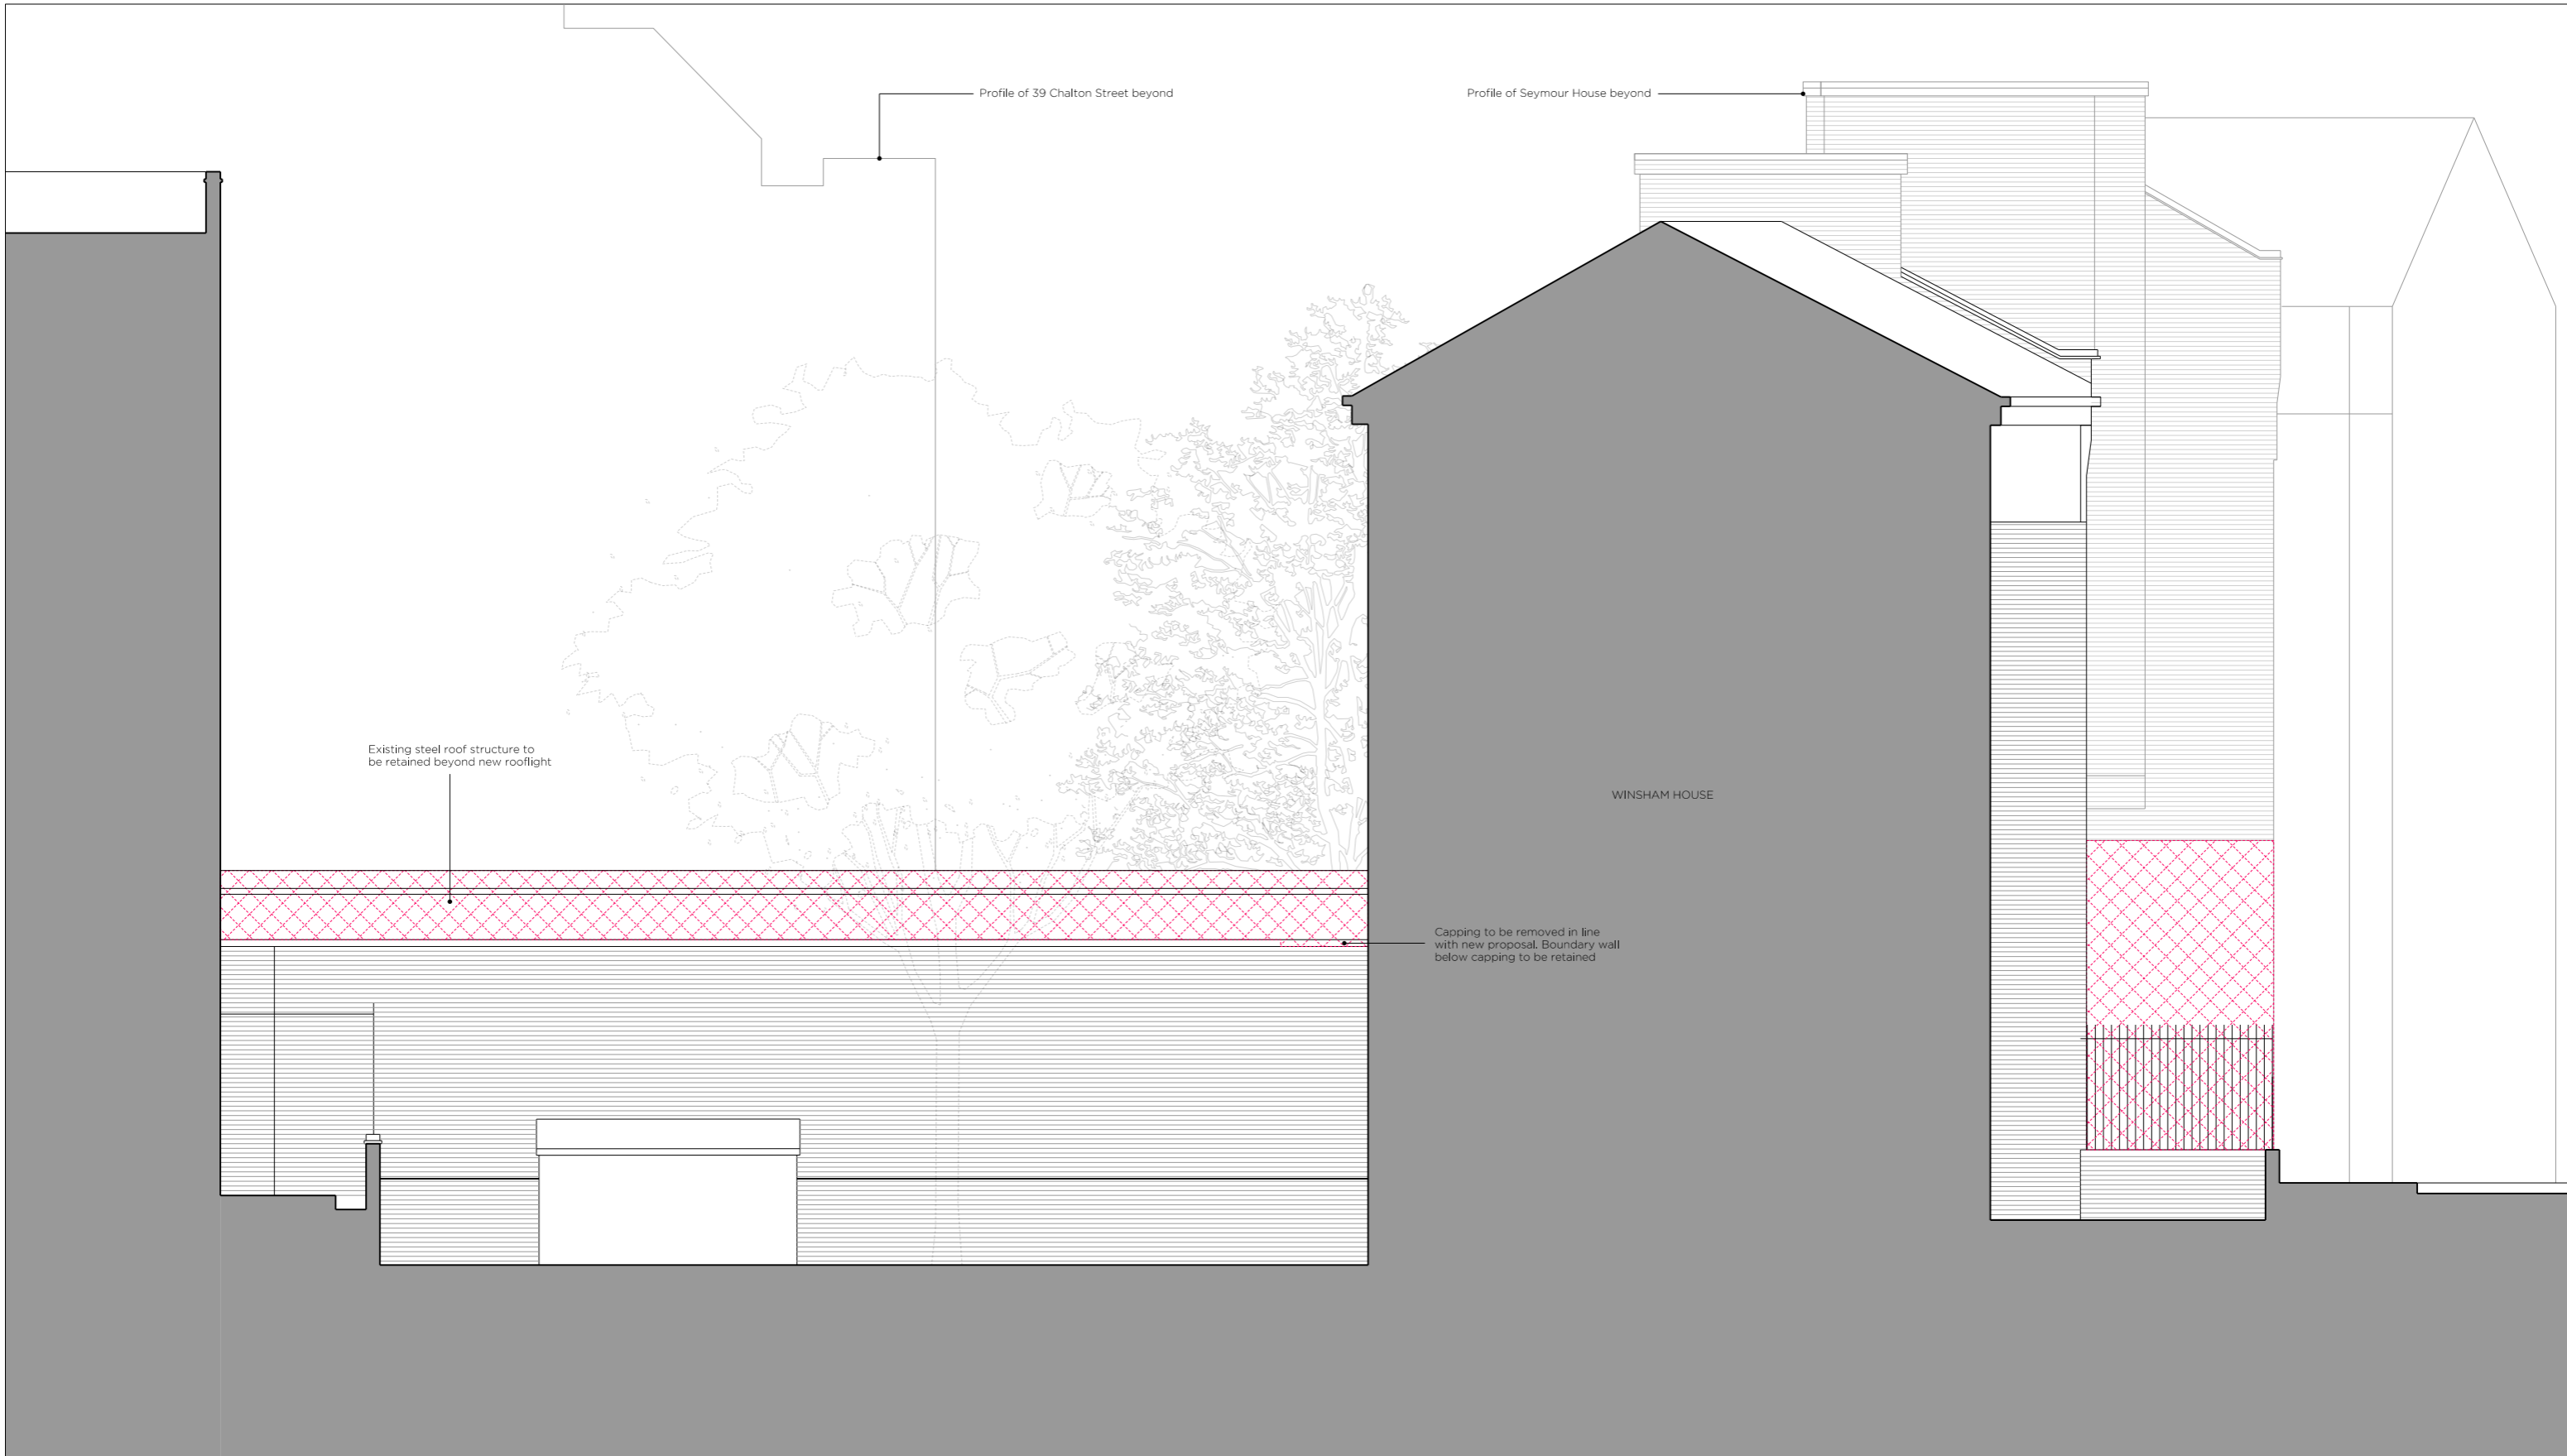 Profile of 39 Chalton Street beyond
Profile of Seymour House beyond
Existing steel roof structure to
be retained beyond new rooflight
WINSHAM HOUSE
Capping to be removed in line
with new proposal. Boundary wall
below capping to be retained